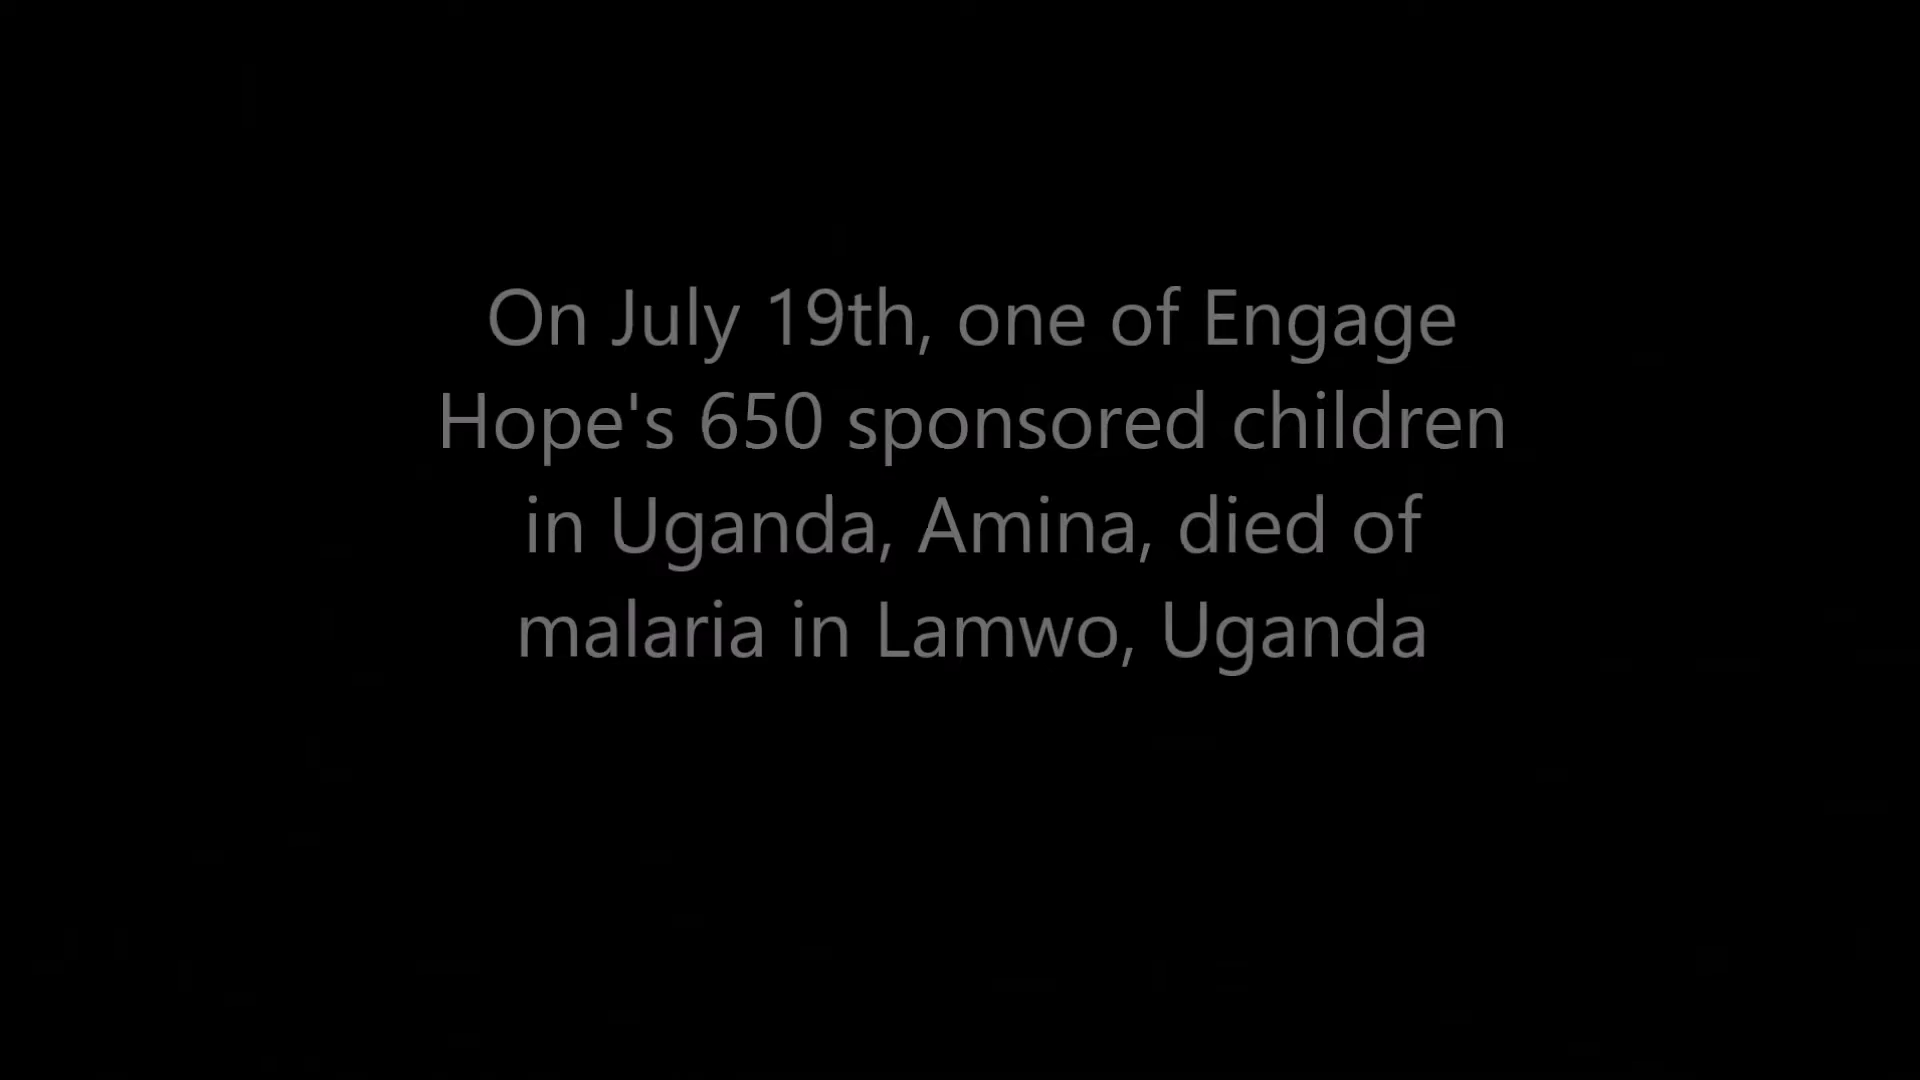 On July 19th, one of Engage
Hope's 650 sponsored children
in Uganda, Amina, died of
malaria in Lamwo, Uganda